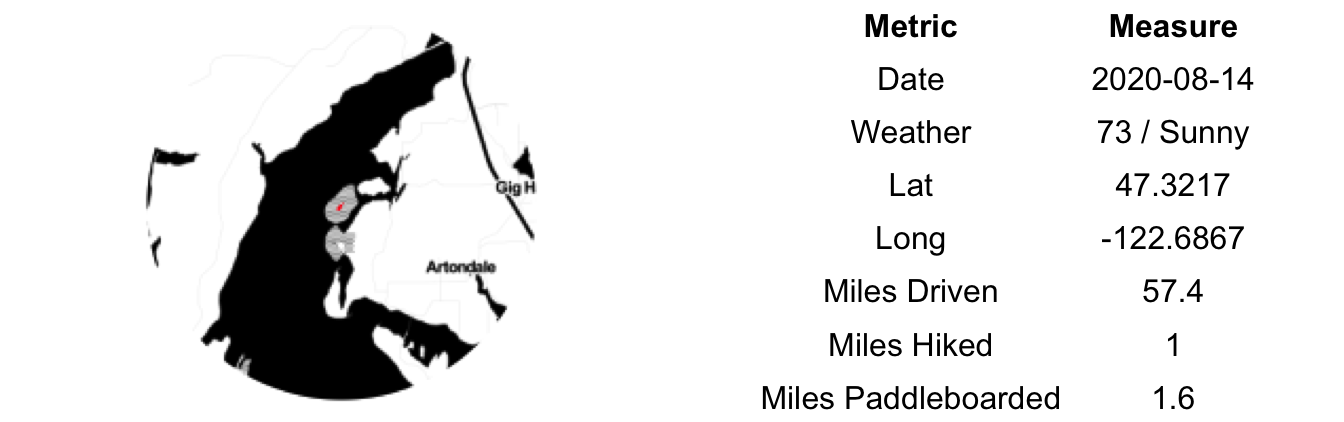 Gig H
Artondale
Metric Measure
Date 2020-08-14
Weather 73 / Sunny
Lat 47.3217
Long -122.6867
Miles Driven 57.4
Miles Hiked 1
Miles Paddleboarded 1.6